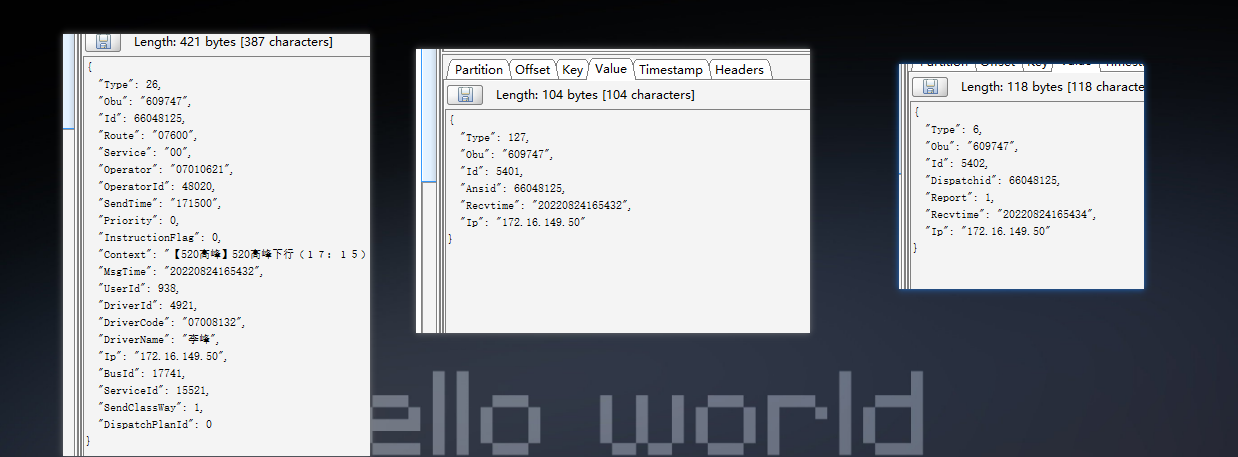 Length: 421 bytes [387 characters]
{
"Type": 26,
"Obu": "609747",
"Id": 66048125,
"Route": "07600",
"Service": "00",
"Operator": "07010621",
"OperatorId": 48020,
"SendTime": "171500",
"Priority": 0,
"InstructionFlag": 0,
"Context": "【520高峰】520高峰下行（１７：１５）
"MsgTime": "20220824165432",
"UserId": 938,
"DriverId": 4921,
"DriverCode": "07008132",
"DriverName": "李峰",
"Ip": "172.16.149.50",
"BusId": 17741,
"ServiceId": 15521,
"SendClassWay": 1,
"DispatchPlanId": 0
}
Partition Offset Key Value Timestamp Headers
Length: 104 bytes [104 characters]
{
"Type": 127,
"Obu": "609747",
"Id": 5401,
"Ansid": 66048125,
"Recvtime": "20220824165432",
"Ip": "172.16.149.50"
}
Length: 118 bytes [118 characte
{
"Type": 6,
"Obu": "609747",
"Id": 5402,
"Dispatchid": 66048125,
"Report": 1,
"Recvtime": "20220824165434",
"Ip": "172.16.149.50"
}
ello world